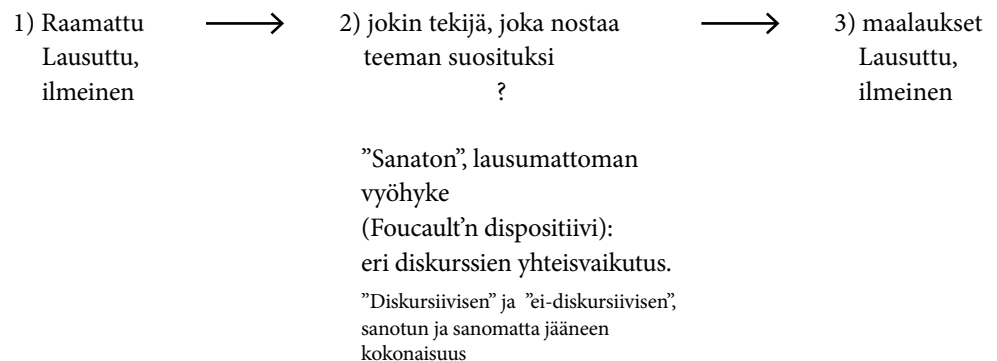 1) Raamattu
Lausuttu,
ilmeinen
2) jokin tekijä, joka nostaa
teeman suosituksi
?
”Sanaton”, lausumattoman
vyöhyke
(Foucault’n dispositiivi):
eri diskurssien yhteisvaikutus.
”Diskursiivisen” ja ”ei-diskursiivisen”,
sanotun ja sanomatta jääneen
kokonaisuus
3) maalaukset
Lausuttu,
ilmeinen